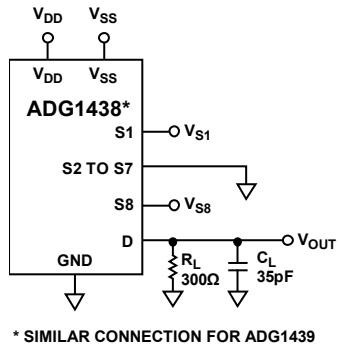 VDD VSS
VDD VSS
ADG1438*
S1 VS1
S2 TO S7
S8 VS8
D VOUT
GND
RL
300Ω
CL
35pF
* SIMILAR CONNECTION FOR ADG1439